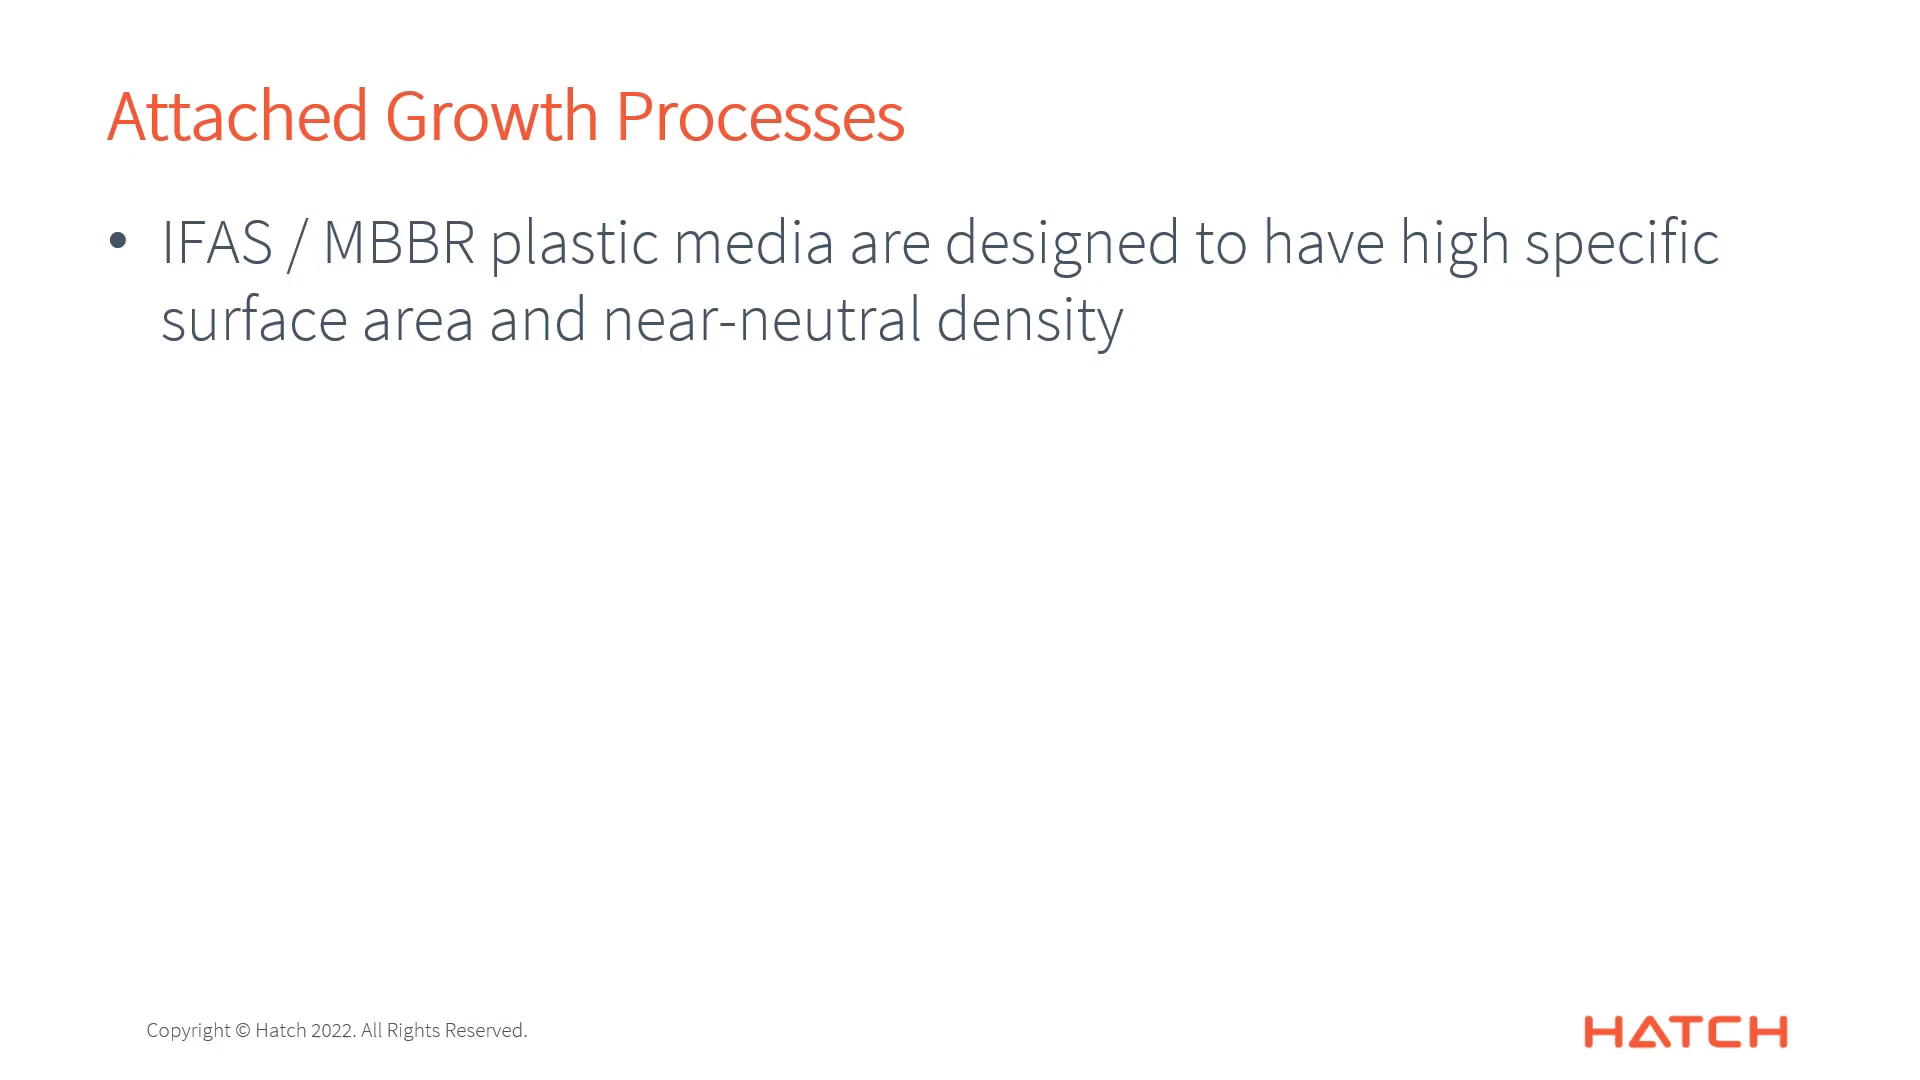 Attached Growth Processes
• IFAS / MBBR plastic media are designed to have high specific
surface area and near-neutral density
Copyright © Hatch 2022. All Rights Reserved.
HATCH